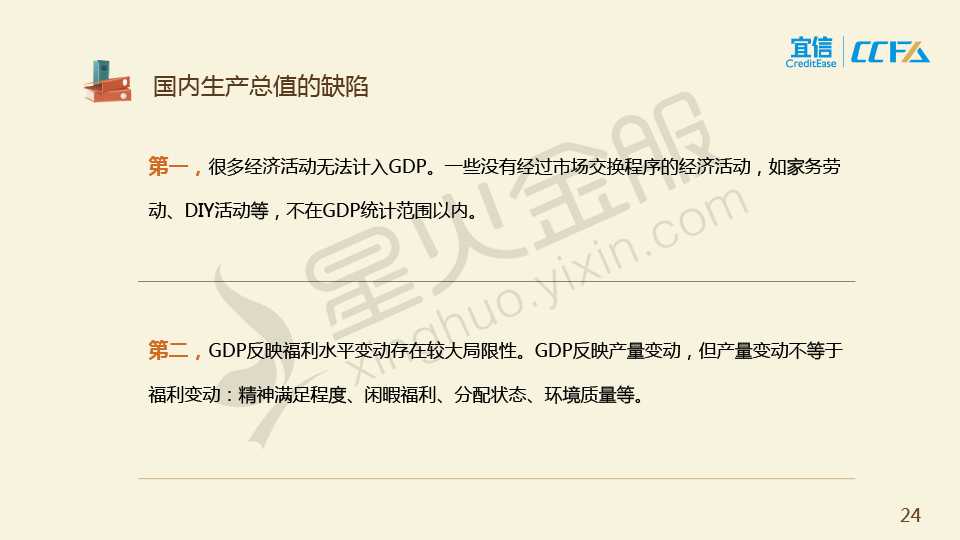 宜信
CreditEase
CCFA
国内生产总值的缺陷
第一，很多经济活动无法计入GDP。一些没有经过市场交换程序的经济活动，如家务劳
动、DIY活动等，不在GDP统计范围以内。
星火金服
xinghuo.yixin.com
第二，GDP反映福利水平变动存在较大局限性。GDP反映产量变动，但产量变动不等于
福利变动：精神满足程度、闲暇福利、分配状态、环境质量等。
24